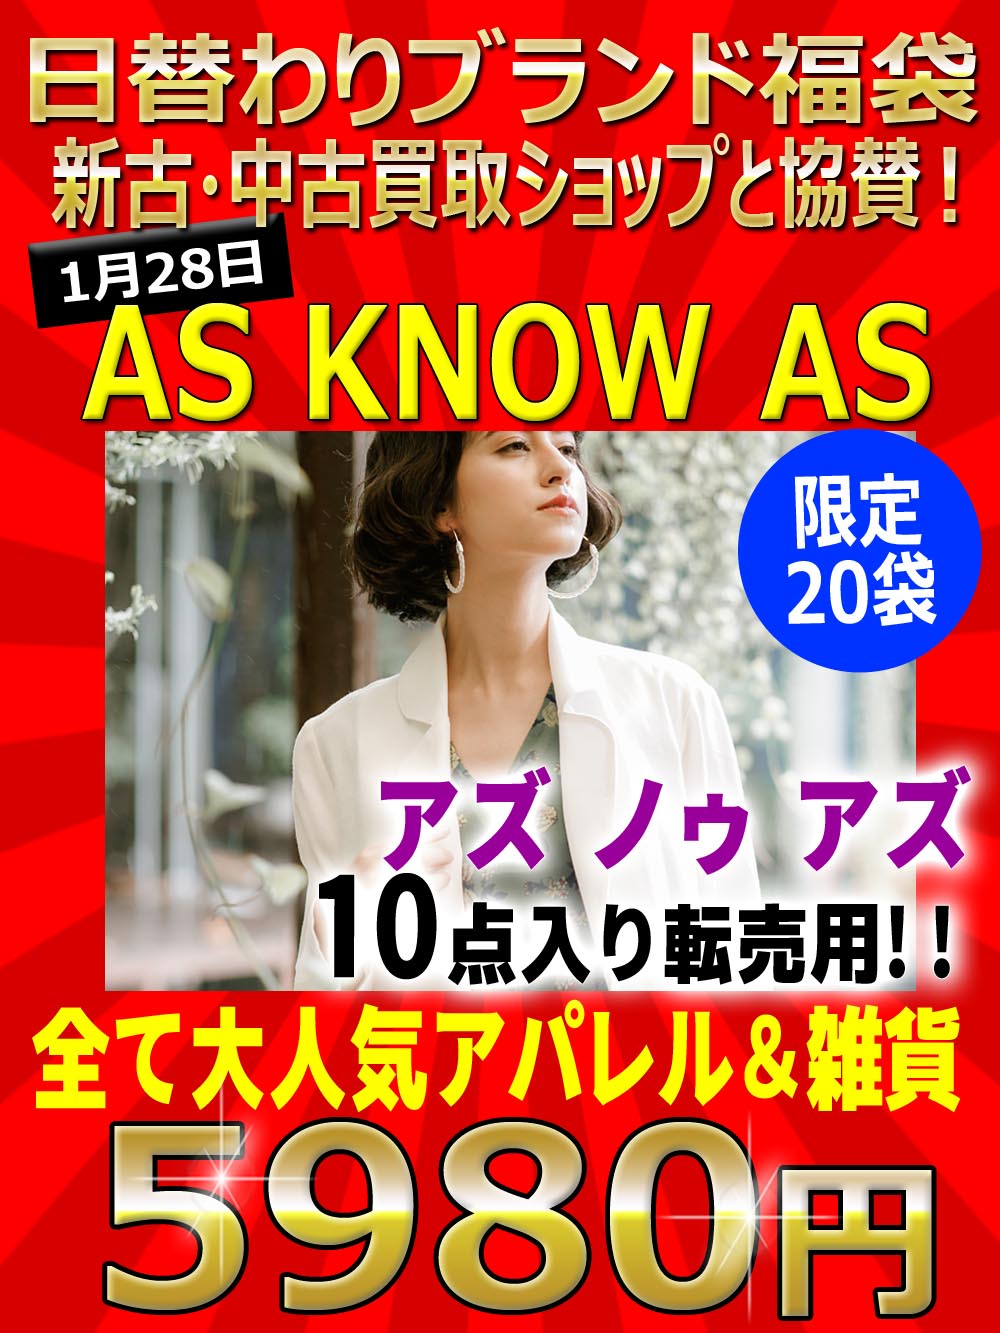 日替わりブランド福袋
新古・中古買取ショップと協賛！
1月28日
AS KNOW AS
限定
20袋
アズ ノゥ アズ
10点入り転売用!!
全て大人気アパレル＆雑貨
5980円